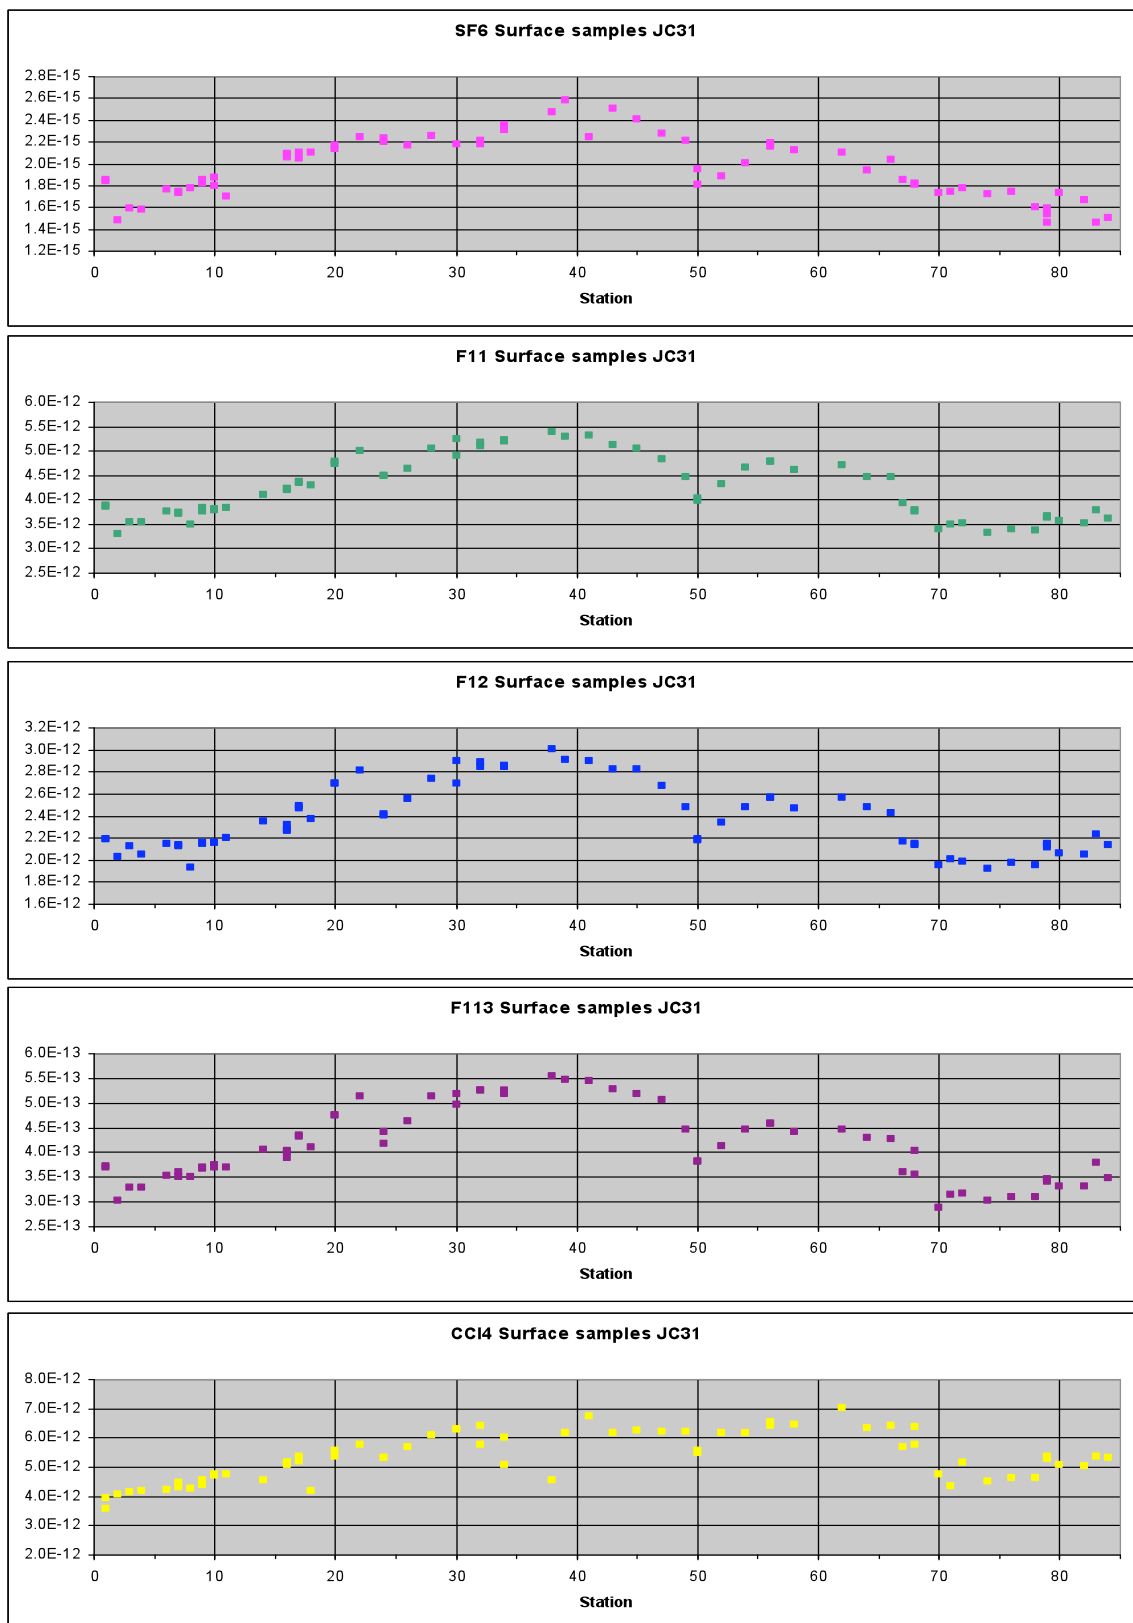 SF6 Surface samples JC31
2.8E-15
2.6E-15
2.4E-15
2.2E-15
2.0E-15
1.8E-15
1.6E-15
1.4E-15
1.2E-15
0 10 20 30 40 50 60 70 80
Station
F11 Surface samples JC31
6.0E-12
5.5E-12
5.0E-12
4.5E-12
4.0E-12
3.5E-12
3.0E-12
2.5E-12
0 10 20 30 40 50 60 70 80
Station
F12 Surface samples JC31
3.2E-12
3.0E-12
2.8E-12
2.6E-12
2.4E-12
2.2E-12
2.0E-12
1.8E-12
1.6E-12
0 10 20 30 40 50 60 70 80
Station
F113 Surface samples JC31
6.0E-13
5.5E-13
5.0E-13
4.5E-13
4.0E-13
3.5E-13
3.0E-13
2.5E-13
0 10 20 30 40 50 60 70 80
Station
CCl4 Surface samples JC31
8.0E-12
7.0E-12
6.0E-12
5.0E-12
4.0E-12
3.0E-12
2.0E-12
0 10 20 30 40 50 60 70 80
Station